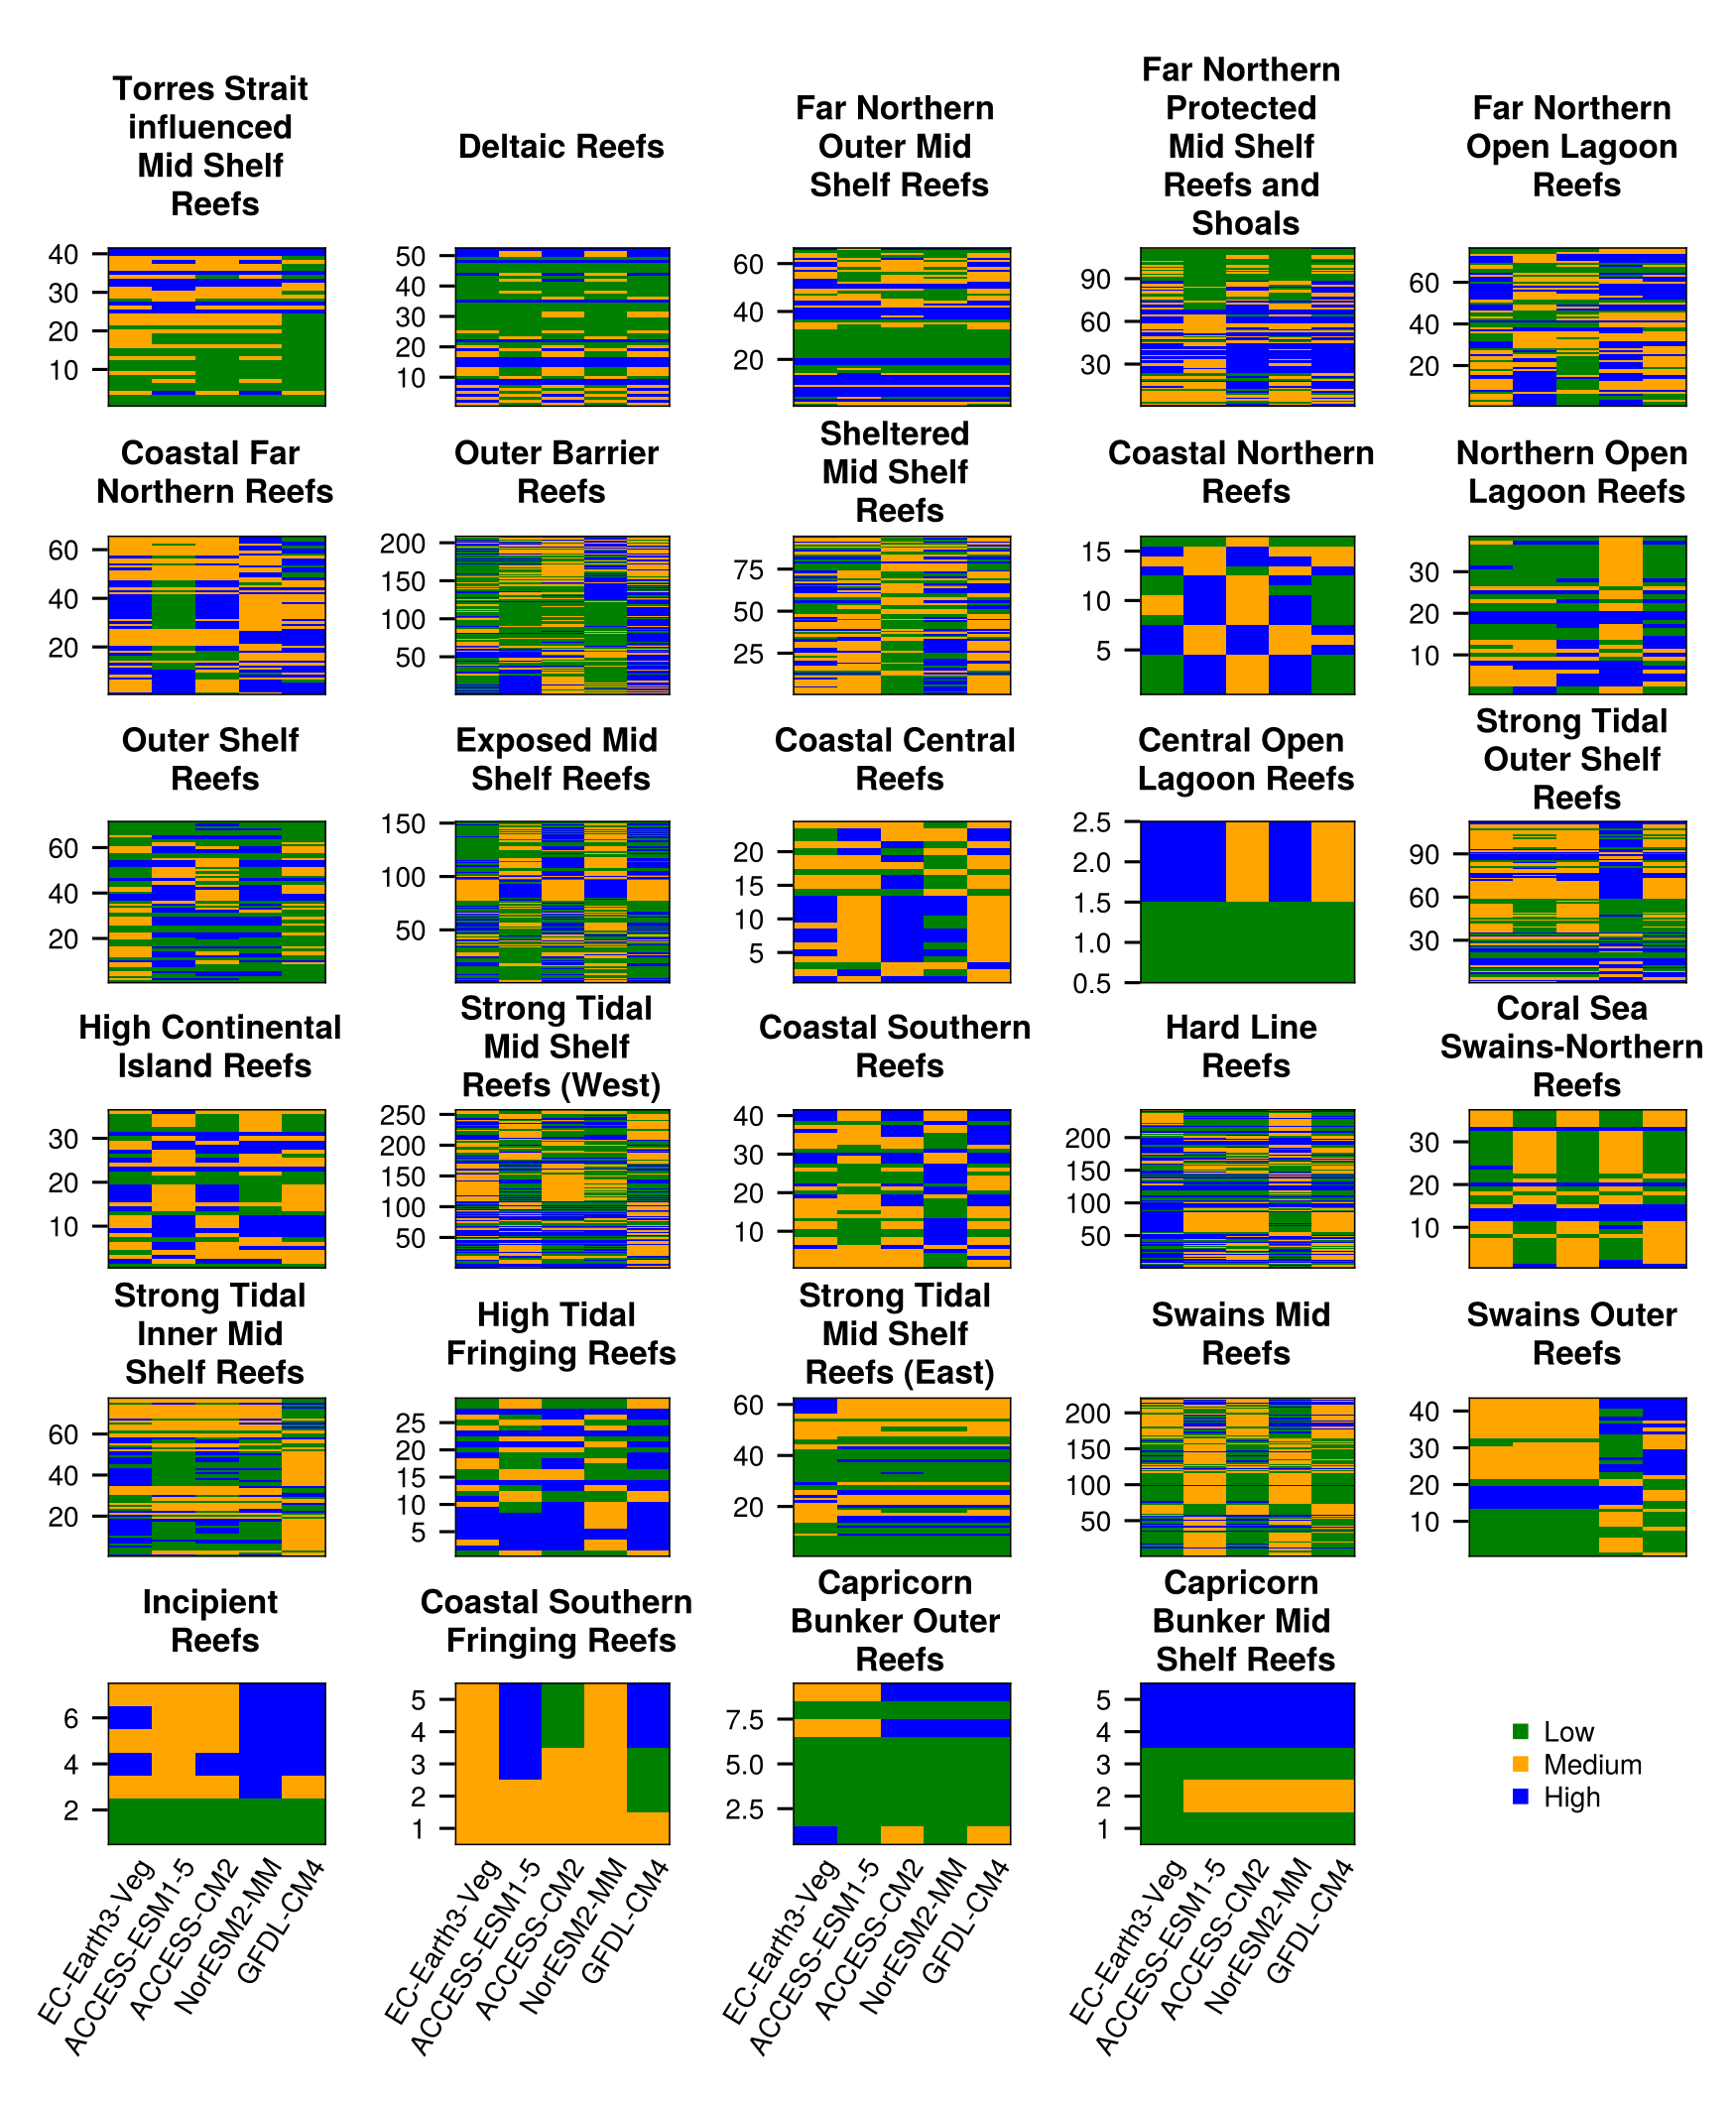 Torres Strait
influenced
Mid Shelf
Reefs
40
30
20
10
Deltaic Reefs
50
40
30
20
10
Far Northern
Outer Mid
Shelf Reefs
60
40
20
Far Northern
Protected
Mid Shelf
Reefs and
Shoals
90
60
30
Far Northern
Open Lagoon
Reefs
60
40
20
Coastal Far
Northern Reefs
60
40
20
Outer Barrier
Reefs
200
150
100
50
Sheltered
Mid Shelf
Reefs
75
50
25
Coastal Northern
Reefs
15
10
5
Northern Open
Lagoon Reefs
30
20
10
Outer Shelf
Reefs
60
40
20
Exposed Mid
Shelf Reefs
150
100
50
Coastal Central
Reefs
20
15
10
5
Central Open
Lagoon Reefs
2.5
2.0
1.5
1.0
0.5
Strong Tidal
Outer Shelf
Reefs
90
60
30
High Continental
Island Reefs
30
20
10
Strong Tidal
Mid Shelf
Reefs (West)
250
200
150
100
50
Coastal Southern
Reefs
40
30
20
10
Hard Line
Reefs
200
150
100
50
Coral Sea
Swains-Northern
Reefs
30
20
10
Strong Tidal
Inner Mid
Shelf Reefs
60
40
20
High Tidal
Fringing Reefs
25
20
15
10
5
Strong Tidal
Mid Shelf
Reefs (East)
60
40
20
Swains Mid
Reefs
200
150
100
50
Swains Outer
Reefs
40
30
20
10
Incipient
Reefs
6
4
2
EC-Earth3-Veg
ACCESS-ESM1-5
ACCESS-CM2
NorESM2-MM
GFDL-CM4
Coastal Southern
Fringing Reefs
5
4
3
2
1
EC-Earth3-Veg
ACCESS-ESM1-5
ACCESS-CM2
NorESM2-MM
GFDL-CM4
Capricorn
Bunker Outer
Reefs
7.5
5.0
2.5
EC-Earth3-Veg
ACCESS-ESM1-5
ACCESS-CM2
NorESM2-MM
GFDL-CM4
Capricorn
Bunker Mid
Shelf Reefs
5
4
3
2
1
EC-Earth3-Veg
ACCESS-ESM1-5
ACCESS-CM2
NorESM2-MM
GFDL-CM4
Low
Medium
High